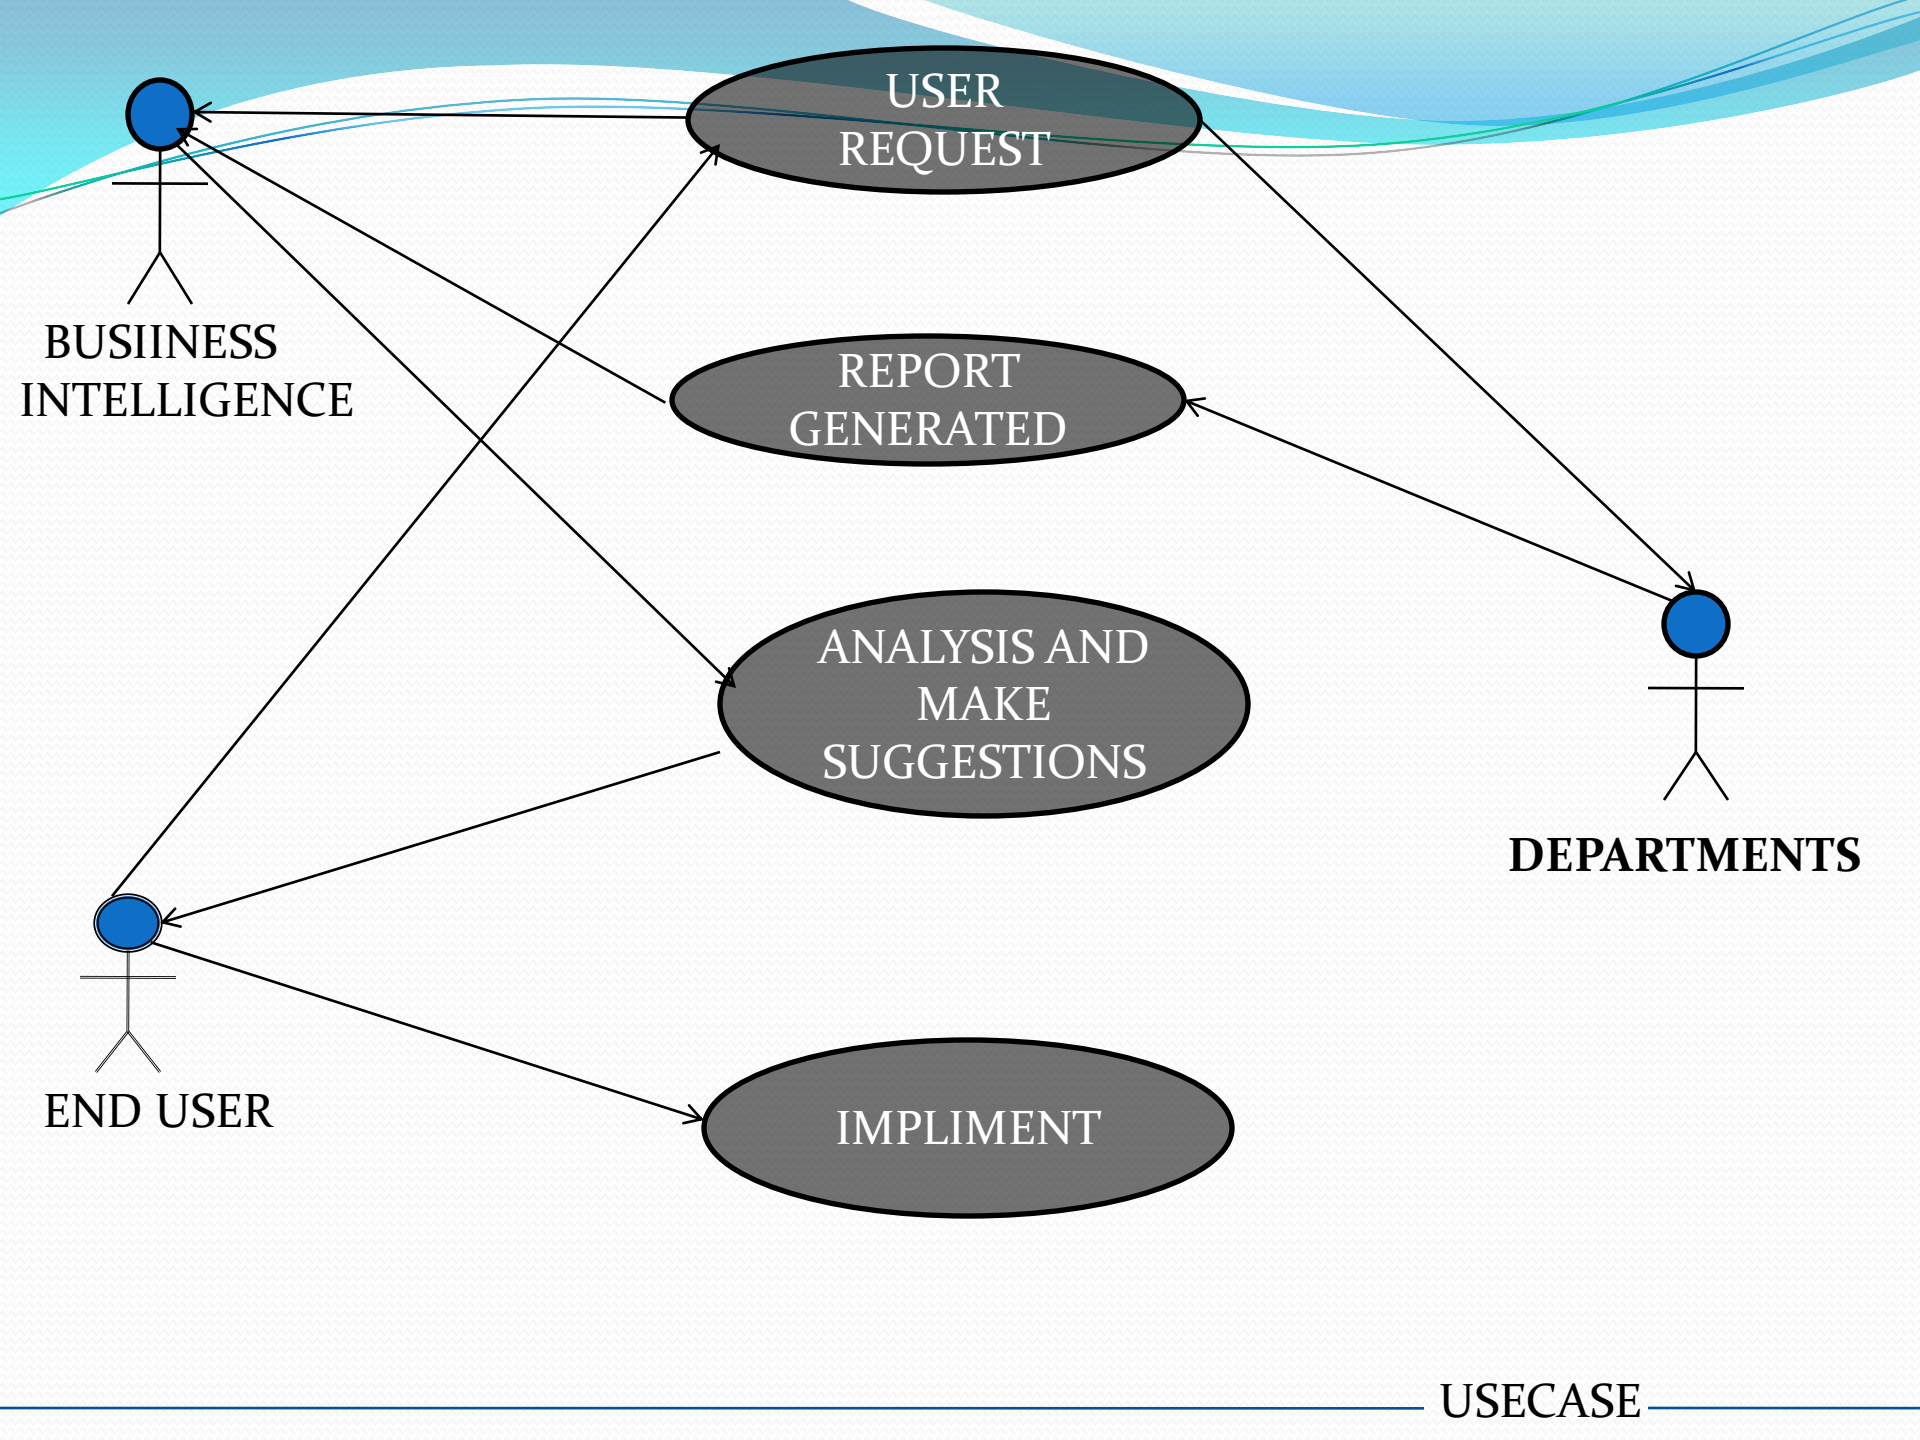 USER
REQUEST
BUSIINESS
INTELLIGENCE
REPORT
GENERATED
ANALYSIS AND
MAKE
SUGGESTIONS
DEPARTMENTS
END USER
IMPLIMENT
USECASE